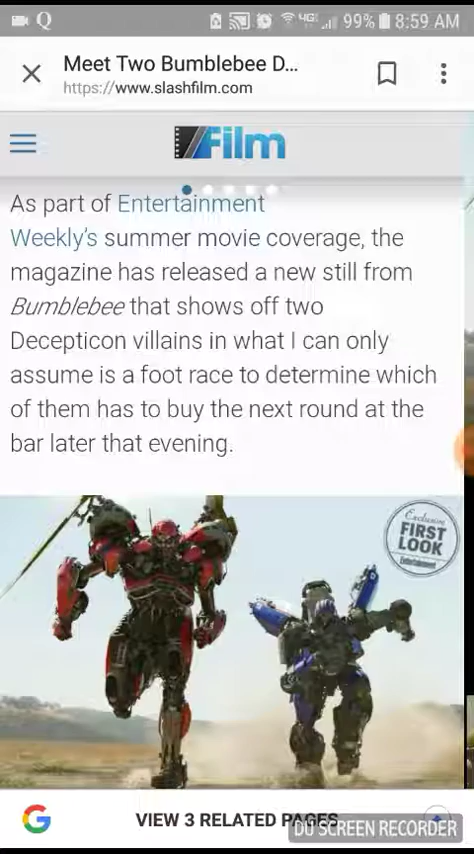 Q 4G 99% 8:59 AM
Meet Two Bumblebee D...
https://www.slashfilm.com
/Film
As part of Entertainment
Weekly's summer movie coverage, the
magazine has released a new still from
Bumblebee that shows off two
Decepticon villains in what I can only
assume is a foot race to determine which
of them has to buy the next round at the
bar later that evening.
Exclusive
FIRST
LOOK
Entertainment
G VIEW 3 RELATED PAGES
DU SCREEN RECORDER